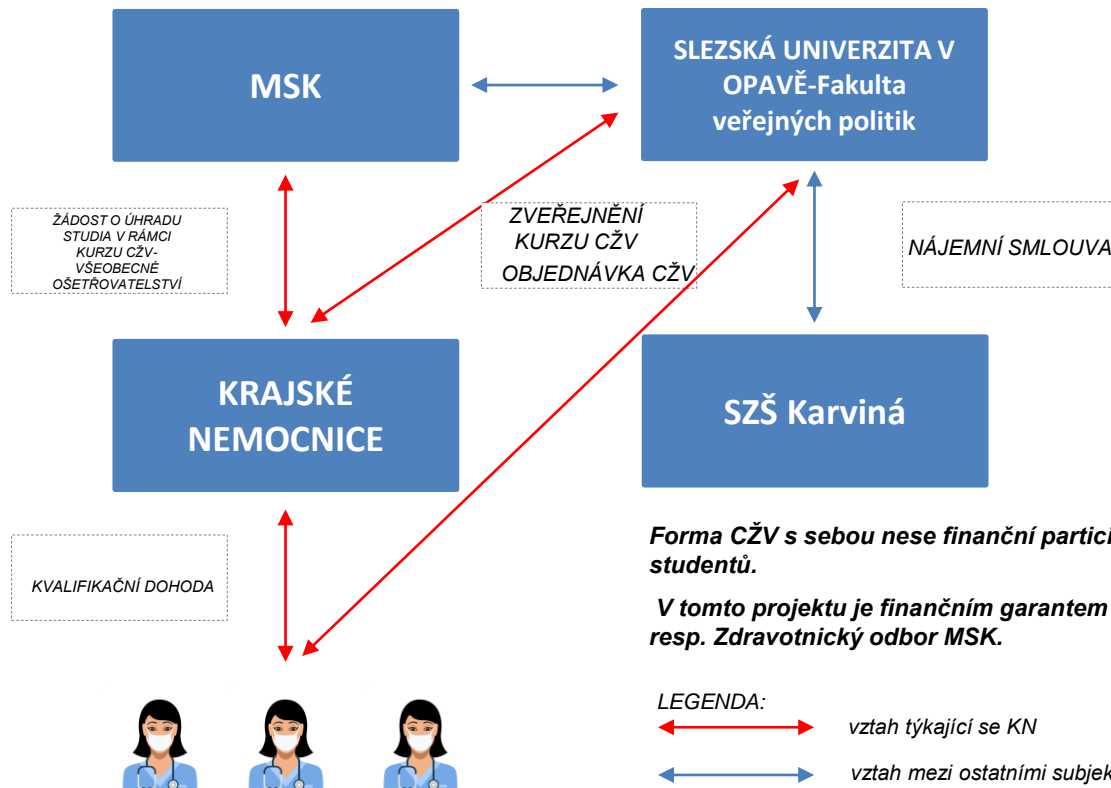 MSK
SLEZSKÁ UNIVERZITA V
OPAVĚ-Fakulta
veřejných politik
ŽÁDOST O ÚHRADU
STUDIA V RÁMCI
KURZU CŽV-
VŠEOBECNÉ
OŠETŘOVATELSTVÍ
ZVEŘEJNĚNÍ
KURZU CŽV
OBJEDNÁVKA CŽV
NÁJEMNÍ SMLOUVA
KRAJSKÉ
NEMOCNICE
SZŠ Karviná
KVALIFIKAČNÍ DOHODA
Forma CŽV s sebou nese finanční partici
studentů.
V tomto projektu je finančním garantem
resp. Zdravotnický odbor MSK.
LEGENDA:
vztah týkající se KN
vztah mezi ostatními subjek